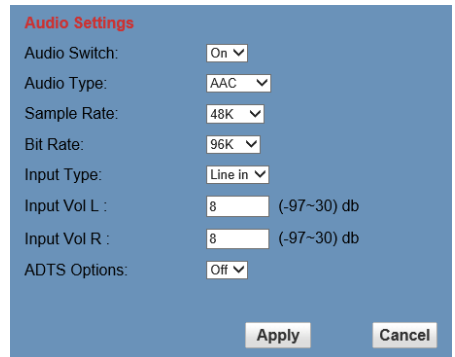 Audio Settings
Audio Switch: On
Audio Type: AAC
Sample Rate: 48K
Bit Rate: 96K
Input Type: Line in
Input Vol L : 8 (-97~30) db
Input Vol R : 8 (-97~30) db
ADTS Options: Off
Apply Cancel